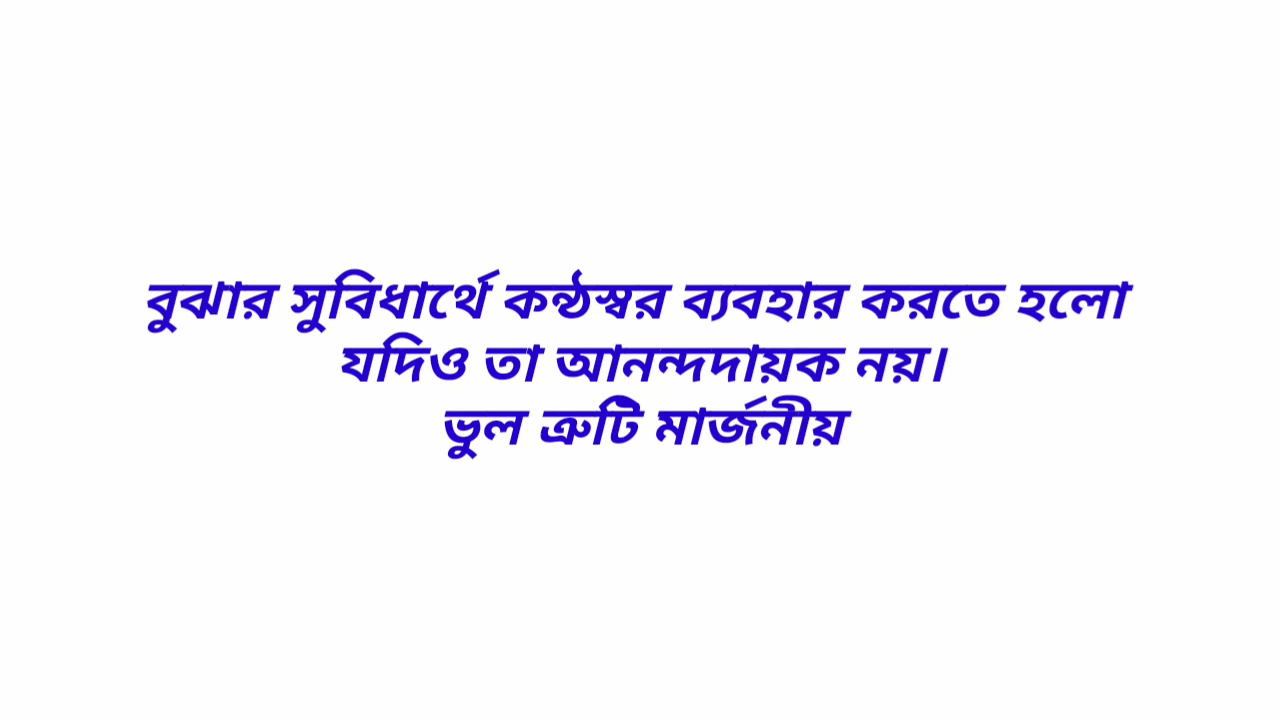 বুঝার সুবিধার্থে কন্ঠস্বর ব্যবহার করতে হলো
যদিও তা আনন্দদায়ক নয়।
ভুল ত্রুটি মার্জনীয়